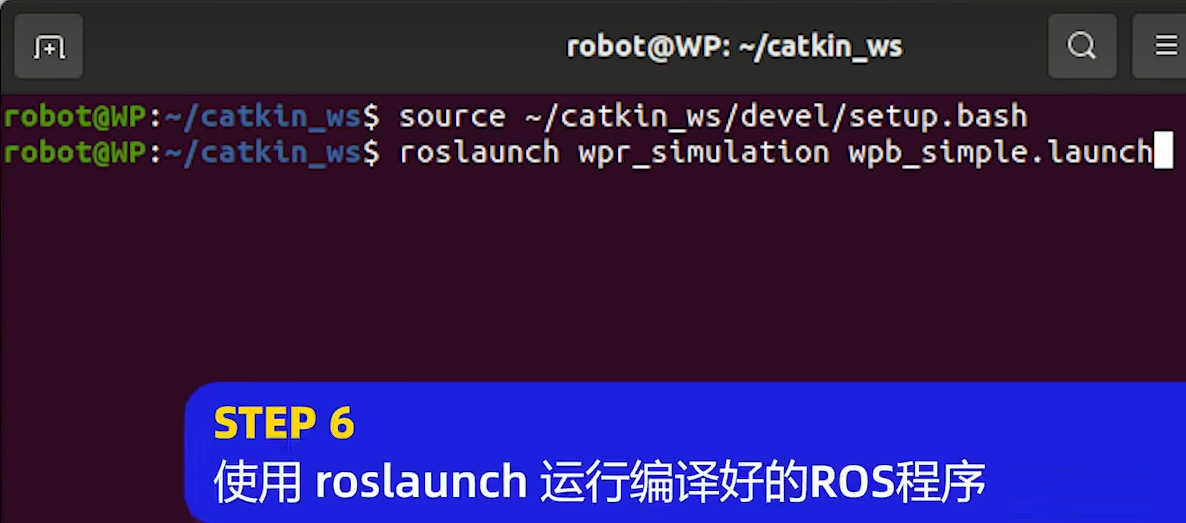 robot@WP: ~/catkin_ws
robot@WP:~/catkin_ws$ source ~/catkin_ws/devel/setup.bash
robot@WP:~/catkin_ws$ roslaunch wpr_simulation wpb_simple.launch
STEP 6
使用 roslaunch 运行编译好的ROS程序